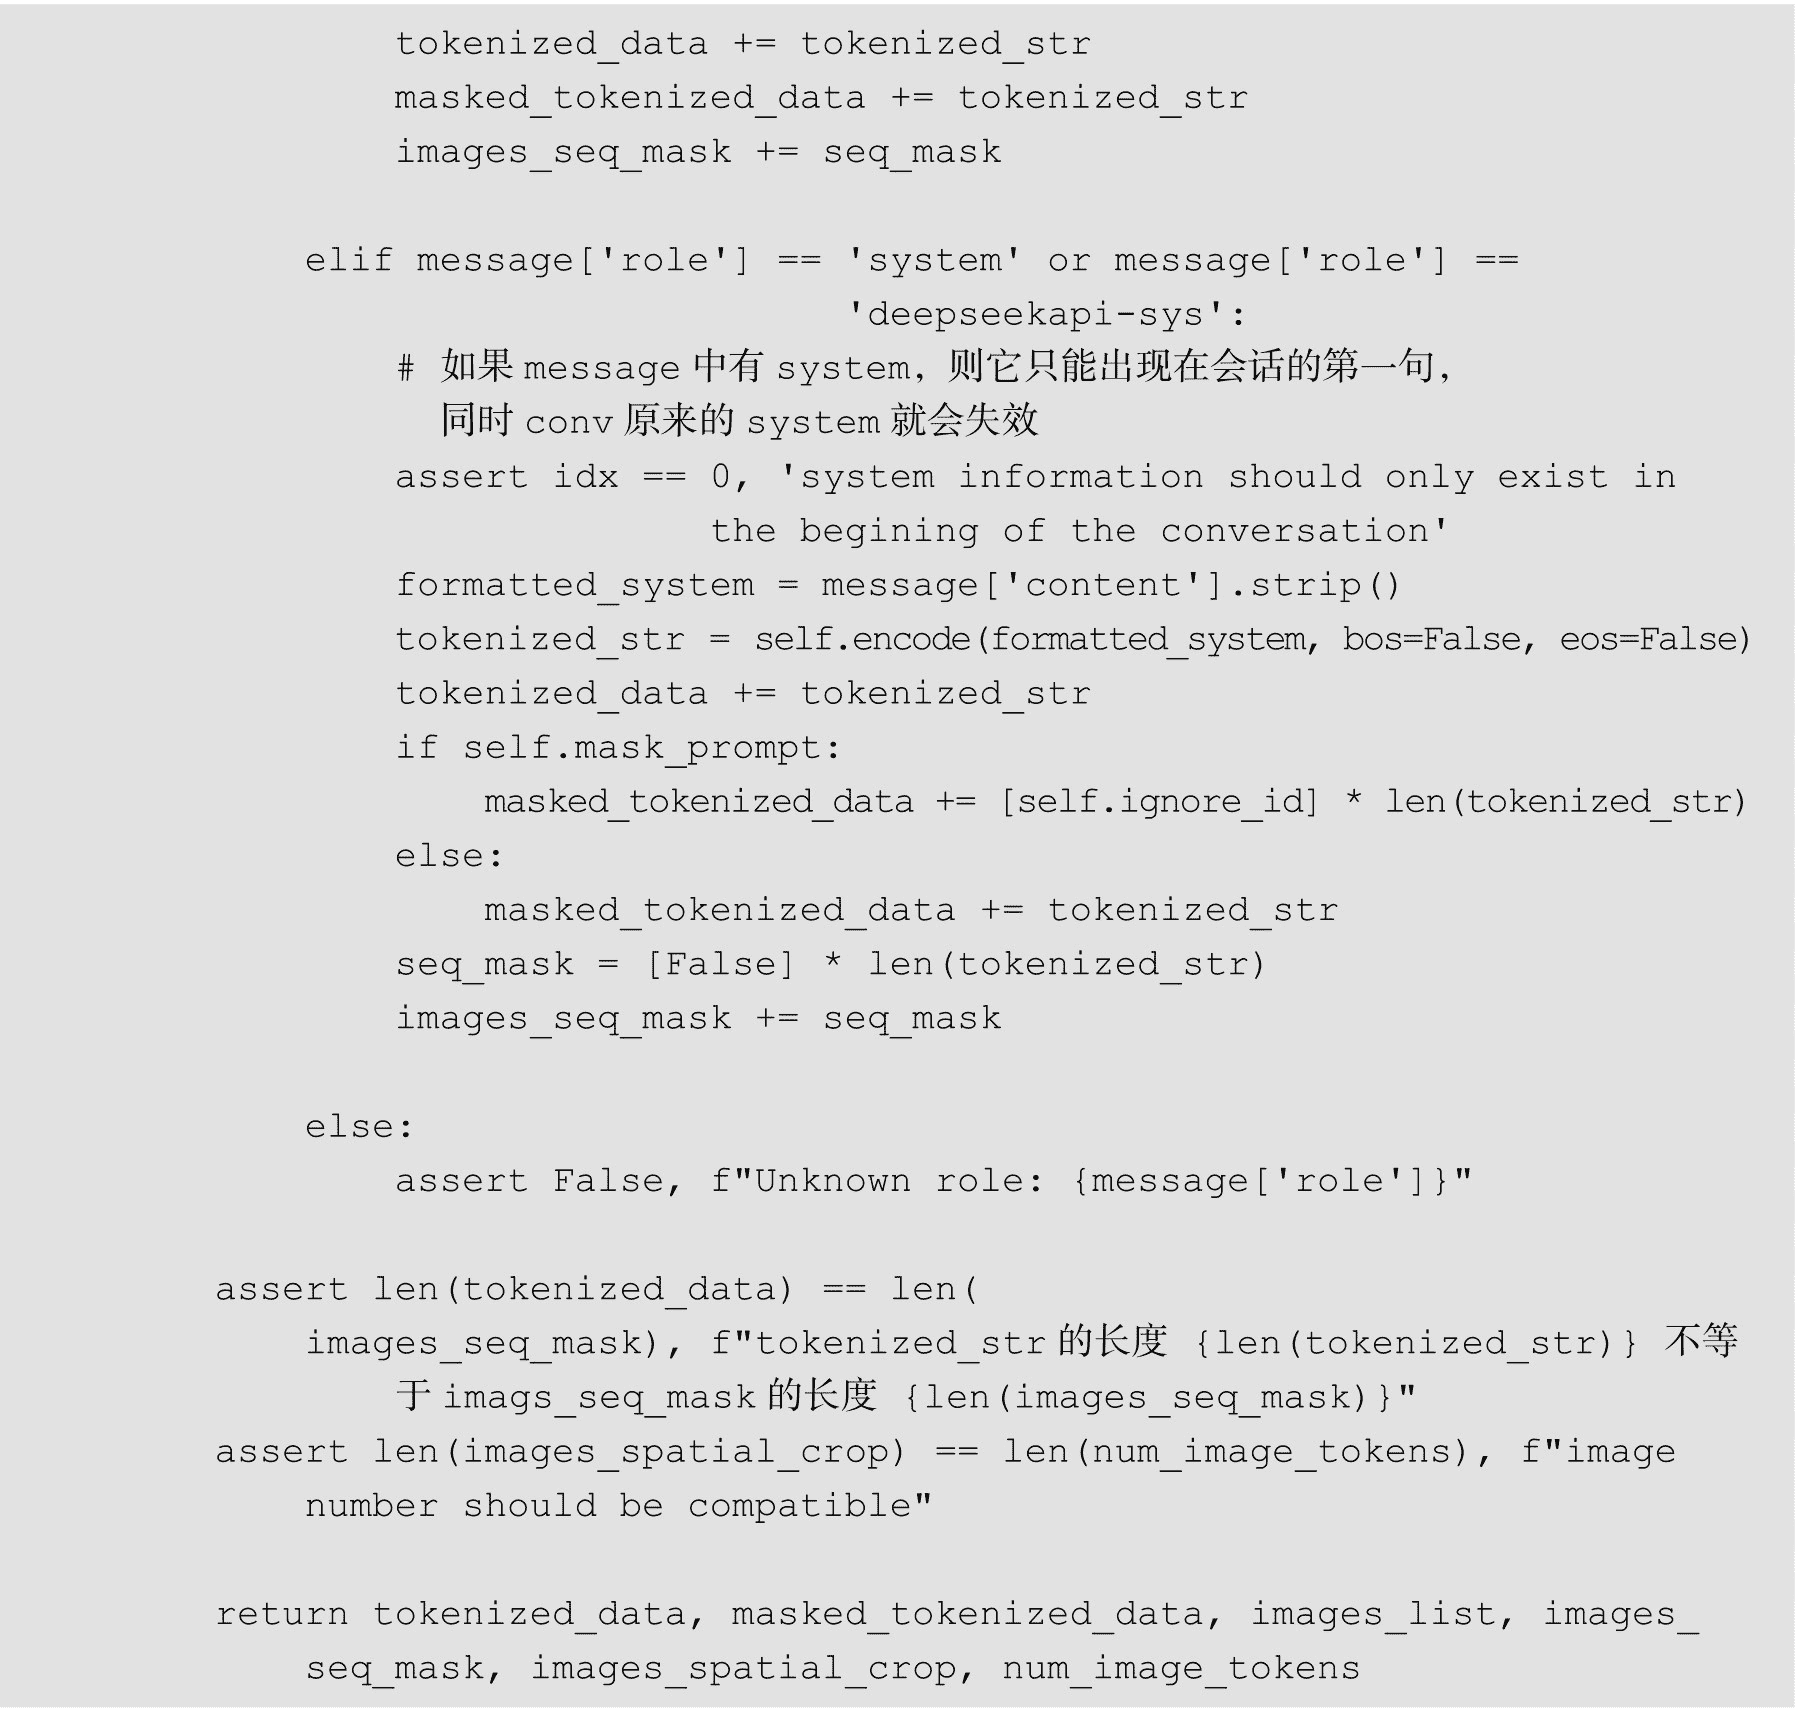 tokenized_data += tokenized_str
masked_tokenized_data += tokenized_str
images_seq_mask += seq_mask
elif message['role'] == 'system' or message['role'] ==
'deepseekapi-sys':
# 如果 message 中有 system，则它只能出现在会话的第一句，
同时 conv 原来的 system 就会失效
assert idx == 0, 'system information should only exist in
the begining of the conversation'
formatted_system = message['content'].strip()
tokenized_str = self.encode(formatted_system, bos=False, eos=False)
tokenized_data += tokenized_str
if self.mask_prompt:
masked_tokenized_data += [self.ignore_id] * len(tokenized_str)
else:
masked_tokenized_data += tokenized_str
seq_mask = [False] * len(tokenized_str)
images_seq_mask += seq_mask
else:
assert False, f"Unknown role: {message['role']}"
assert len(tokenized_data) == len(
images_seq_mask), f"tokenized_str 的长度 {len(tokenized_str)} 不等
于 imags_seq_mask 的长度 {len(images_seq_mask)}"
assert len(images_spatial_crop) == len(num_image_tokens), f"image
number should be compatible"
return tokenized_data, masked_tokenized_data, images_list, images_
seq_mask, images_spatial_crop, num_image_tokens